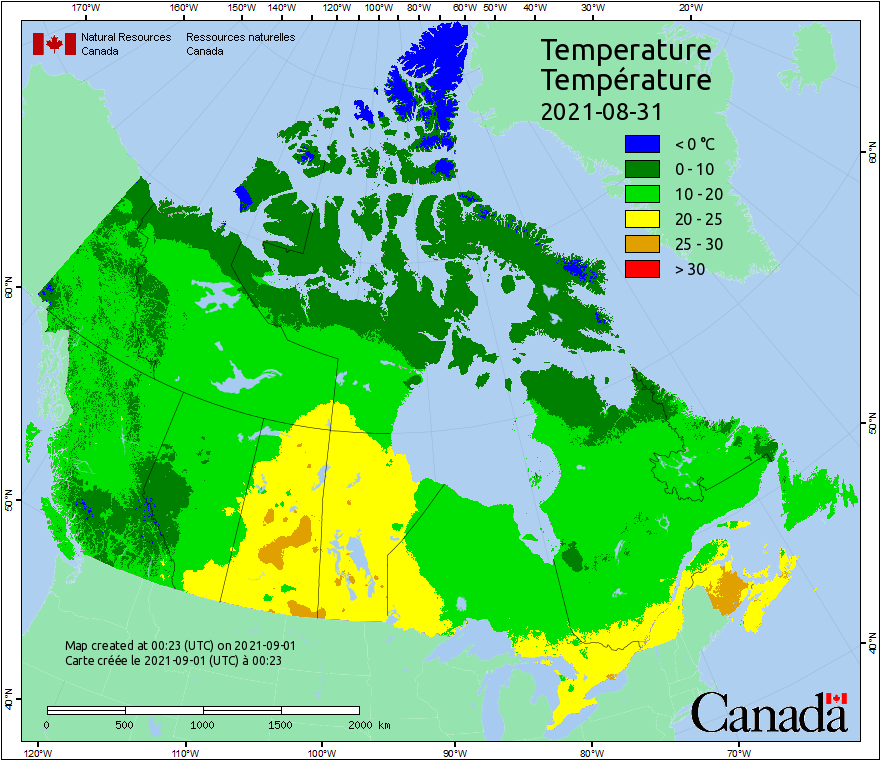 170°W 160°W 150°W 140°W 130°W 120°W 110°W 100°W 90°W 80°W 70°W 60°W 50°W 40°W 30°W 20°W
Natural Resources Canada
Ressources naturelles Canada
Temperature
Température
2021-08-31
< 0 °C
0 - 10
10 - 20
20 - 25
25 - 30
> 30
60°N
50°N
40°N
60°N
50°N
40°N
Map created at 00:23 (UTC) on 2021-09-01
Carte créée le 2021-09-01 (UTC) à 00:23
0 500 1000 1500 2000 km
Canada
120°W 110°W 100°W 90°W 80°W 70°W